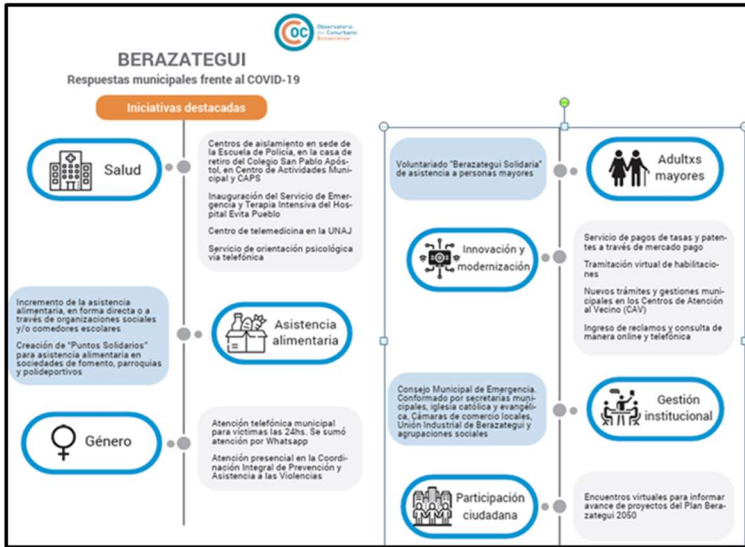 OC
Observatorio
del Conurbano
Bonaerense
BERAZATEGUI
Respuestas municipales frente al COVID-19
Iniciativas destacadas
Salud
Centros de aislamiento en sede de
la Escuela de Policía, en la casa de
retiro del Colegio San Pablo Após-
tol, en Centro de Actividades Muni-
cipal y CAPS
Inauguración del Servicio de Emer-
gencia y Terapia Intensiva del Hos-
pital Evita Pueblo
Centro de telemedicina en la UNAJ
Servicio de orientación psicológica
vía telefónica
Incremento de la asistencia
alimentaria, en forma directa o a
través de organizaciones sociales
y/o comedores escolares
Creación de "Puntos Solidarios"
para asistencia alimentaria en
sociedades de fomento, parroquias
y polideportivos
Asistencia
alimentaria
Género
Atención telefónica municipal
para víctimas las 24hs. Se sumó
atención por Whatsapp
Atención presencial en la Coordi-
nación Integral de Prevención y
Asistencia a las Violencias
Voluntariado "Berazategui Solidaria"
de asistencia a personas mayores
Adultxs
mayores
Innovación y
modernización
Servicio de pagos de tasas y paten-
tes a través de mercado pago
Tramitación virtual de habilitacio-
nes
Nuevos trámites y gestiones muni-
cipales en los Centros de Atención
al Vecino (CAV)
Ingreso de reclamos y consulta de
manera online y telefónica
Consejo Municipal de Emergencia.
Conformado por secretarías munici-
pales, iglesia católica y evangéli-
ca, Cámaras de comercio locales,
Unión Industrial de Berazategui y
agrupaciones sociales
Gestión
institucional
Participación
ciudadana
Encuentros virtuales para informar
avance de proyectos del Plan Bera-
zategui 2050